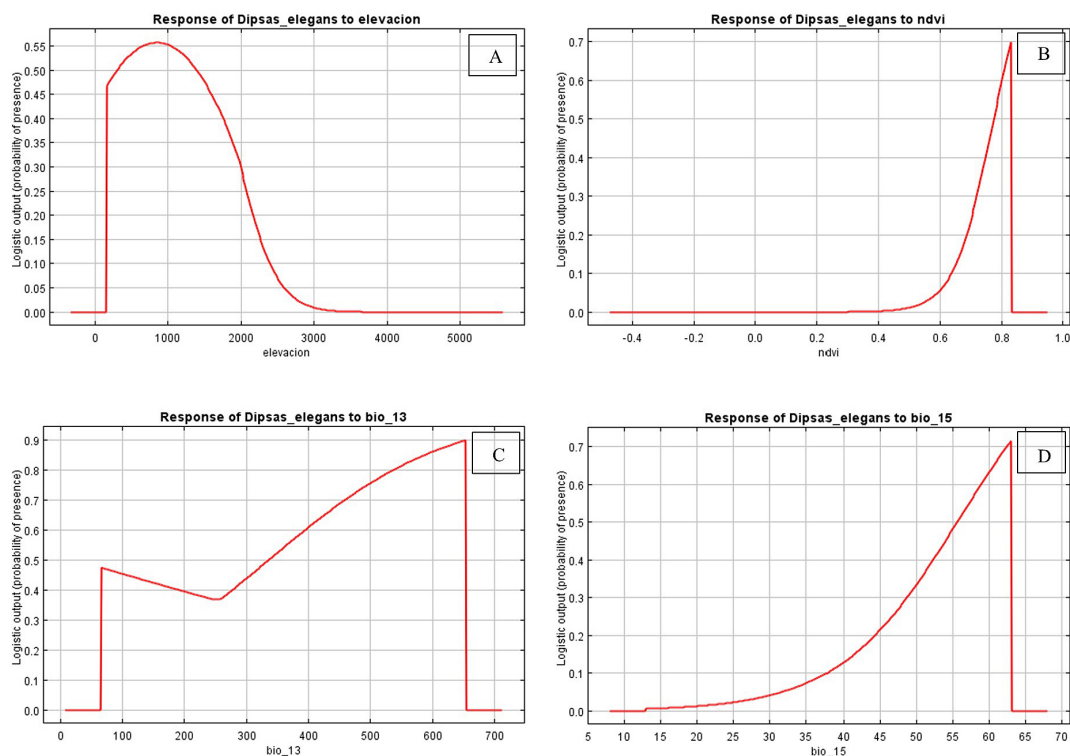 Response of Dipsas_elegans to elevacion
A
Logistic output (probability of presence)
0.55
0.50
0.45
0.40
0.35
0.30
0.25
0.20
0.15
0.10
0.05
0.00
0 1000 2000 3000 4000 5000
elevacion
Response of Dipsas_elegans to ndvi
B
Logistic output (probability of presence)
0.7
0.6
0.5
0.4
0.3
0.2
0.1
0.0
-0.4 -0.2 0.0 0.2 0.4 0.6 0.8 1.0
ndvi
Response of Dipsas_elegans to bio_13
C
Logistic output (probability of presence)
0.9
0.8
0.7
0.6
0.5
0.4
0.3
0.2
0.1
0.0
0 100 200 300 400 500 600 700
bio_13
Response of Dipsas_elegans to bio_15
D
Logistic output (probability of presence)
0.7
0.6
0.5
0.4
0.3
0.2
0.1
0.0
5 10 15 20 25 30 35 40 45 50 55 60 65 70
bio_15